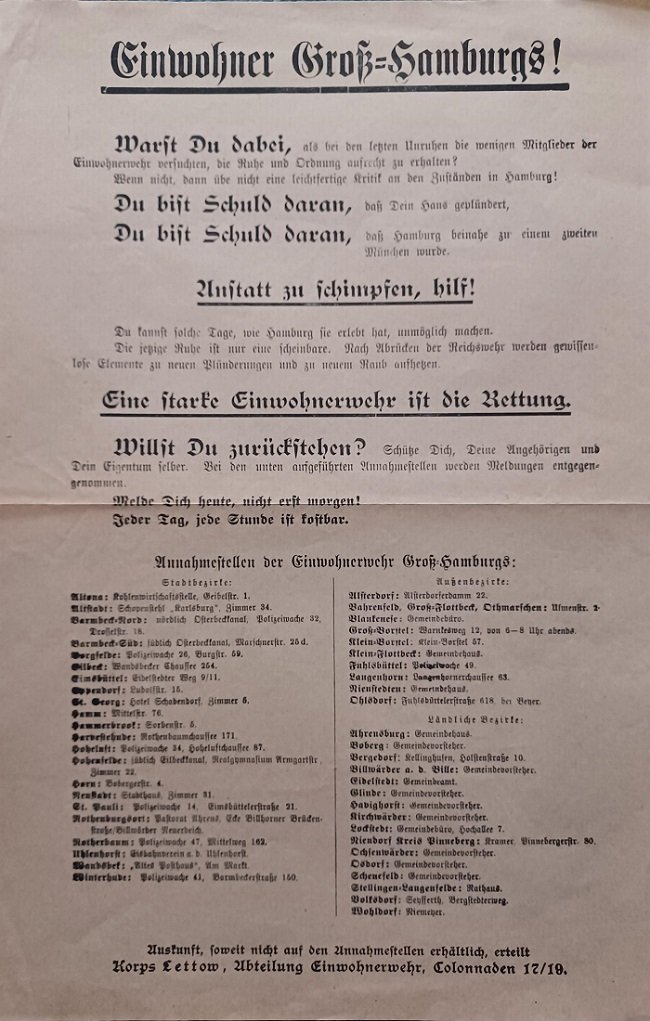 Einwohner Groß-Hamburgs!
Warst Du dabei, als bei den letzten Unruhen die wenigen Mitglieder der
Einwohnerwehr versuchten, die Ruhe und Ordnung aufrecht zu erhalten?
Wenn nicht, dann übe nicht eine leichtfertige Kritik an den Zuständen in Hamburg!
Du bist Schuld daran, daß Dein Haus geplündert,
Du bist Schuld daran, daß Hamburg beinahe zu einem zweiten
München wurde.
Anstatt zu schimpfen, hilf!
Du kannst solche Tage, wie Hamburg sie erlebt hat, unmöglich machen.
Die jetzige Ruhe ist nur eine scheinbare. Nach Abrücken der Reichswehr werden gewissen-
lose Elemente zu neuen Plünderungen und zu neuem Raub aufhetzen.
Eine starke Einwohnerwehr ist die Rettung.
Willst Du zurückstehen? Schütze Dich, Deine Angehörigen und
Dein Eigentum selber. Bei den unten aufgeführten Annahmestellen werden Meldungen entgegen-
genommen.
Melde Dich heute, nicht erst morgen!
Jeder Tag, jede Stunde ist kostbar.
Annahmestellen der Einwohnerwehr Groß-Hamburgs:
Stadtbezirke:
Altona: Kohlenwirtschaftsstelle, Geibelstr. 1.
Altstadt: Schopenstehl „Karlsburg", Zimmer 34.
Barmbeck-Nord: nördlich Osterbeckkanal, Polizeiwache 32,
Drosselstr. 18.
Barmbeck-Süd: südlich Osterbeckkanal, Marschnerstr. 25 d.
Borgfelde: Polizeiwache 26, Burgstr. 59.
Eilbeck: Wandsbecker Chaussee 254.
Eimsbüttel: Eidelstedter Weg 9/11.
Eppendorf: Ludolfstr. 15.
St. Georg: Hotel Schadendorf, Zimmer 5.
Hamm: Mittelstr. 76.
Hammerbrook: Sorbenstr. 5.
Harvestehude: Rothenbaumchaussee 171.
Hoheluft: Polizeiwache 34, Hoheluftchaussee 87.
Hohenfelde: südlich Eilbeckkanal, Realgymnasium Armgartstr
Zimmer 22.
Horn: Bobergerstr. 4.
Neustadt: Stadthaus, Zimmer 31.
St. Pauli: Polizeiwache 14, Eimsbüttelerstraße 21.
Rothenburgsort: Pastorat Ahrens, Ecke Billhorner Brücken-
straße/Billwärder Neuerdeich.
Rotherbaum: Polizeiwache 47, Mittelweg 162.
Uhlenhorst: Eisbahnverein a. d. Uhlenhorst.
Wandsbek: „Altes Posthaus", Am Markt.
Winterhude: Polizeiwache 41, Barmbeckerstraße 150.
Außenbezirke:
Alsterdorf: Alsterdorferdamm 22.
Bahrenfeld, Groß-Flottbeck, Othmarschen: Ulmenstr. 2
Blankenese: Gemeindebüro.
Groß-Borstel: Warnkesweg 12, von 6–8 Uhr abends.
Klein-Borstel: Klein-Borstel 57.
Klein-Flottbeck: Gemeindehaus.
Fuhlsbüttel: Polizeiwache 49.
Langenhorn: Langenhornerchaussee 63.
Nienstedten: Gemeindehaus.
Ohlsdorf: Fuhlsbüttelerstraße 618, bei Beyer.
Ländliche Bezirke:
Ahrensburg: Gemeindehaus.
Boberg: Gemeindevorsteher.
Bergedorf: Kellinghusen, Holstenstraße 10.
Billwärder a. d. Bille: Gemeindevorsteher.
Eidelstedt: Gemeindeamt.
Glinde: Gemeindevorsteher.
Havighorst: Gemeindevorsteher.
Kirchwärder: Gemeindevorsteher.
Lockstedt: Gemeindebüro, Hochallee 7.
Niendorf Kreis Pinneberg: Kramer, Pinnebergerstr. 80.
Ochsenwärder: Gemeindevorsteher.
Osdorf: Gemeindevorsteher.
Schenefeld: Gemeindevorsteher.
Stellingen-Langenfelde: Rathaus.
Volksdorf: Seyfferth, Bergstedterweg.
Wohldorf: Niemeyer.
Auskunft, soweit nicht auf den Annahmestellen erhältlich, erteilt
Korps Lettow, Abteilung Einwohnerwehr, Colonnaden 17/19.